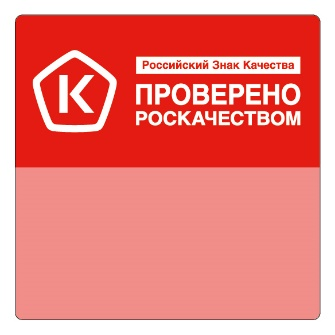 К
Российский Знак Качества
ПРОВЕРЕНО
РОСКАЧЕСТВОМ